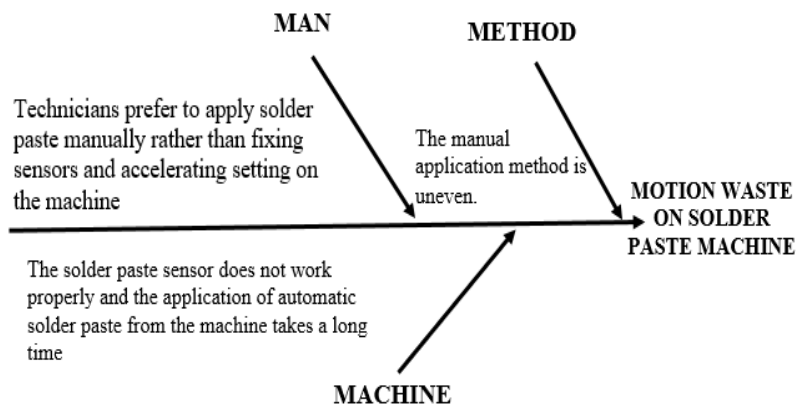 MAN
METHOD
Technicians prefer to apply solder
paste manually rather than fixing
sensors and accelerating setting on
the machine
The manual
application method is
uneven.
MOTION WASTE
ON SOLDER
PASTE MACHINE
The solder paste sensor does not work
properly and the application of automatic
solder paste from the machine takes a long
time
MACHINE